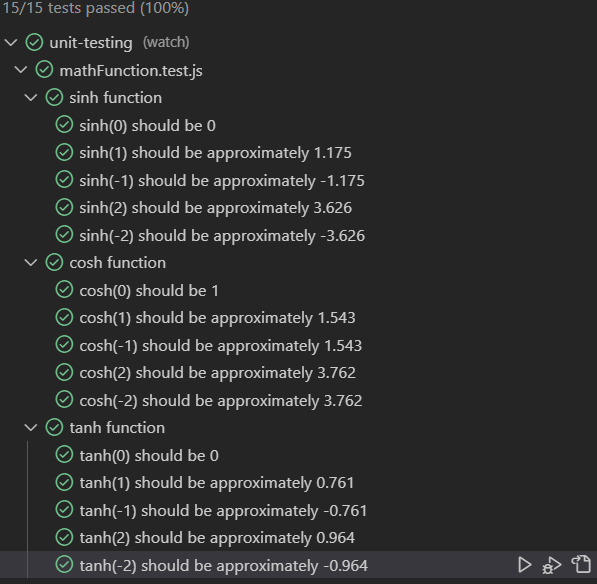 15/15 tests passed (100%)
unit-testing (watch)
mathFunction.test.js
sinh function
sinh(0) should be 0
sinh(1) should be approximately 1.175
sinh(-1) should be approximately -1.175
sinh(2) should be approximately 3.626
sinh(-2) should be approximately -3.626
cosh function
cosh(0) should be 1
cosh(1) should be approximately 1.543
cosh(-1) should be approximately 1.543
cosh(2) should be approximately 3.762
cosh(-2) should be approximately 3.762
tanh function
tanh(0) should be 0
tanh(1) should be approximately 0.761
tanh(-1) should be approximately -0.761
tanh(2) should be approximately 0.964
tanh(-2) should be approximately -0.964